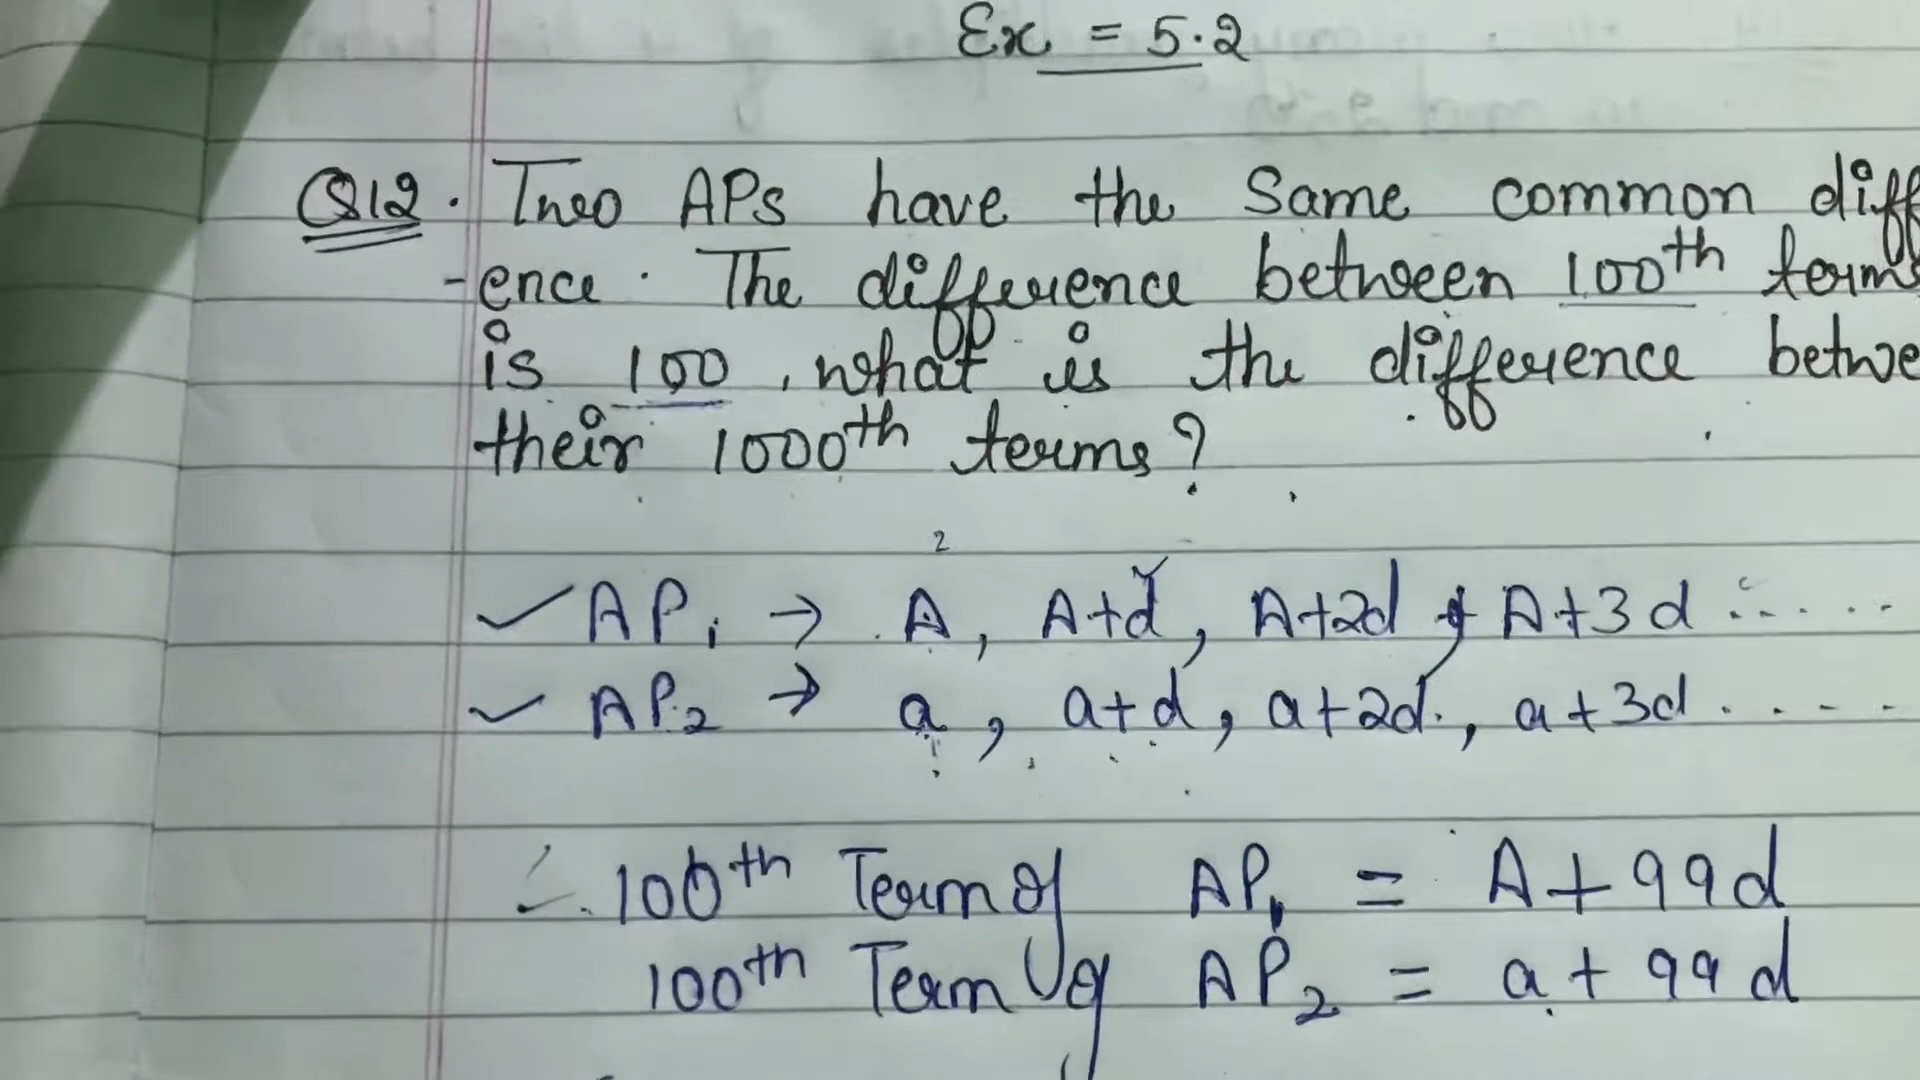 Ex = 5.2
Q12. Two APs have the same common diff
-ence. The difference between 100th terms
is 100, what is the difference betwe
their 1000th terms?
2
✓ AP1 → A, A+d, A+2d, A+3d .....
✓ AP2 → a, a+d, a+2d, a+3d ....
∴ 100th Term of AP1 = A+99d
100th Term of AP2 = a+99d